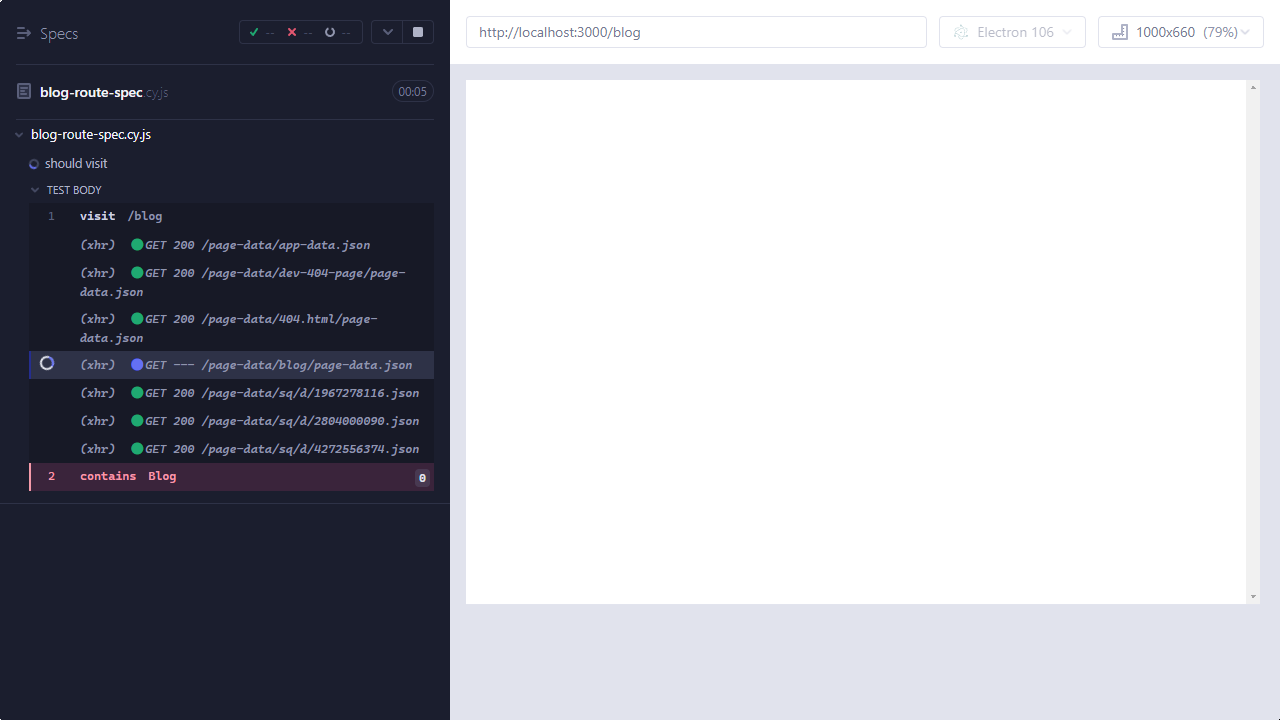 Specs
-- -- --
http://localhost:3000/blog
Electron 106
1000x660 (79%)
blog-route-spec.cy.js
00:05
blog-route-spec.cy.js
should visit
TEST BODY
1 visit /blog
(xhr) GET 200 /page-data/app-data.json
(xhr) GET 200 /page-data/dev-404-page/page-
data.json
(xhr) GET 200 /page-data/404.html/page-
data.json
(xhr) GET --- /page-data/blog/page-data.json
(xhr) GET 200 /page-data/sq/d/1967278116.json
(xhr) GET 200 /page-data/sq/d/2804000090.json
(xhr) GET 200 /page-data/sq/d/4272556374.json
2 contains Blog 0